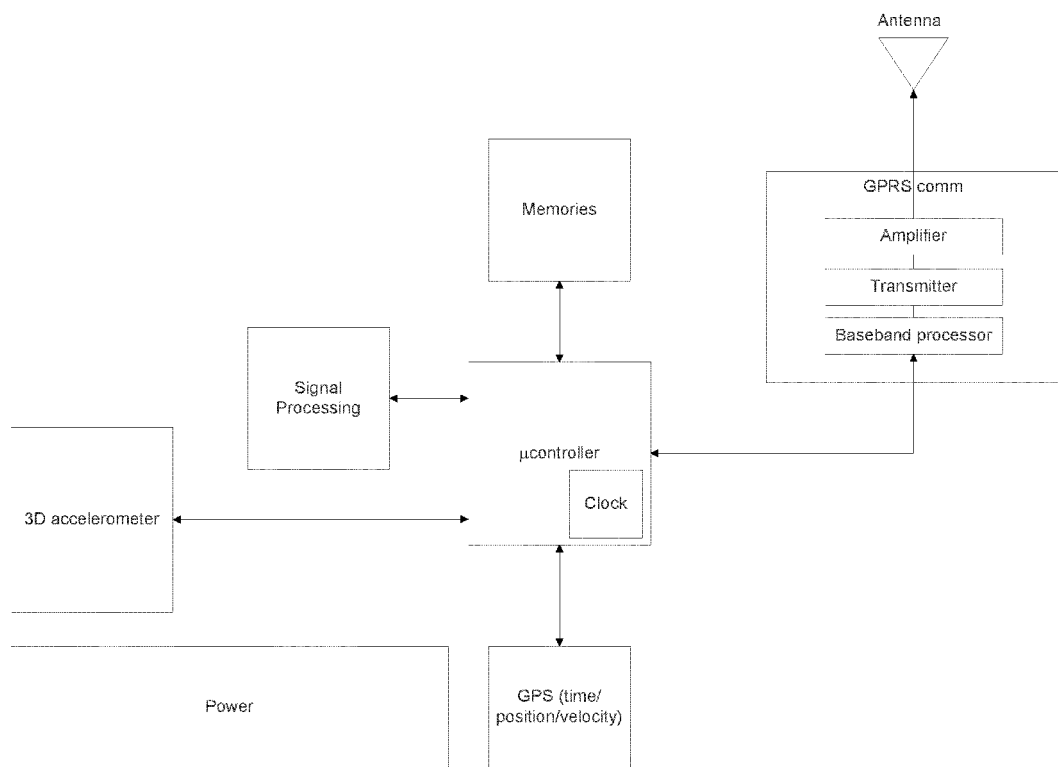 Antenna
GPRS comm
Amplifier
Transmitter
Baseband processor
Memories
Signal
Processing
μcontroller
Clock
3D accelerometer
Power
GPS (time/
position/velocity)